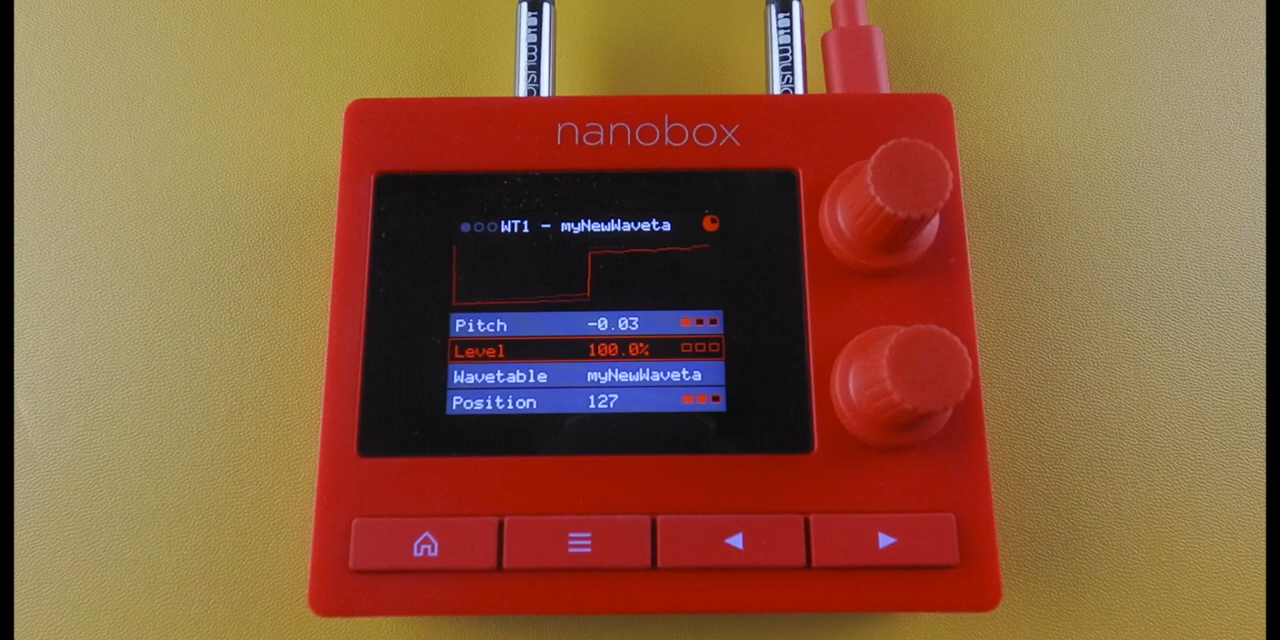 nanobox
WT1 - myNewWaveta
Pitch -0.03
Level 100.0%
Wavetable myNewWaveta
Position 127